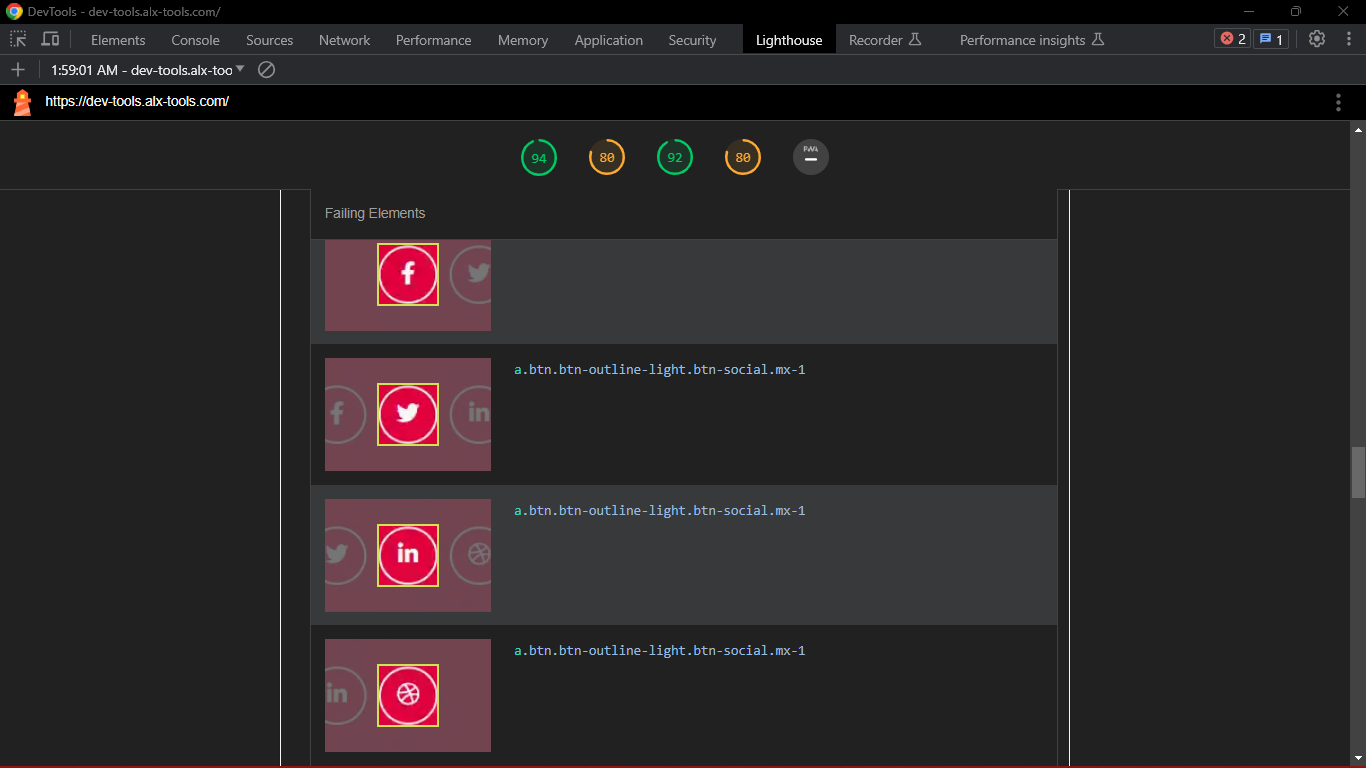 DevTools - dev-tools.alx-tools.com/
Elements Console Sources Network Performance Memory Application Security Lighthouse Recorder Performance insights 2 1
1:59:01 AM - dev-tools.alx-too
https://dev-tools.alx-tools.com/
94 80 92 80 PWA
Failing Elements
f
a.btn.btn-outline-light.btn-social.mx-1
f in
a.btn.btn-outline-light.btn-social.mx-1
in
a.btn.btn-outline-light.btn-social.mx-1
in